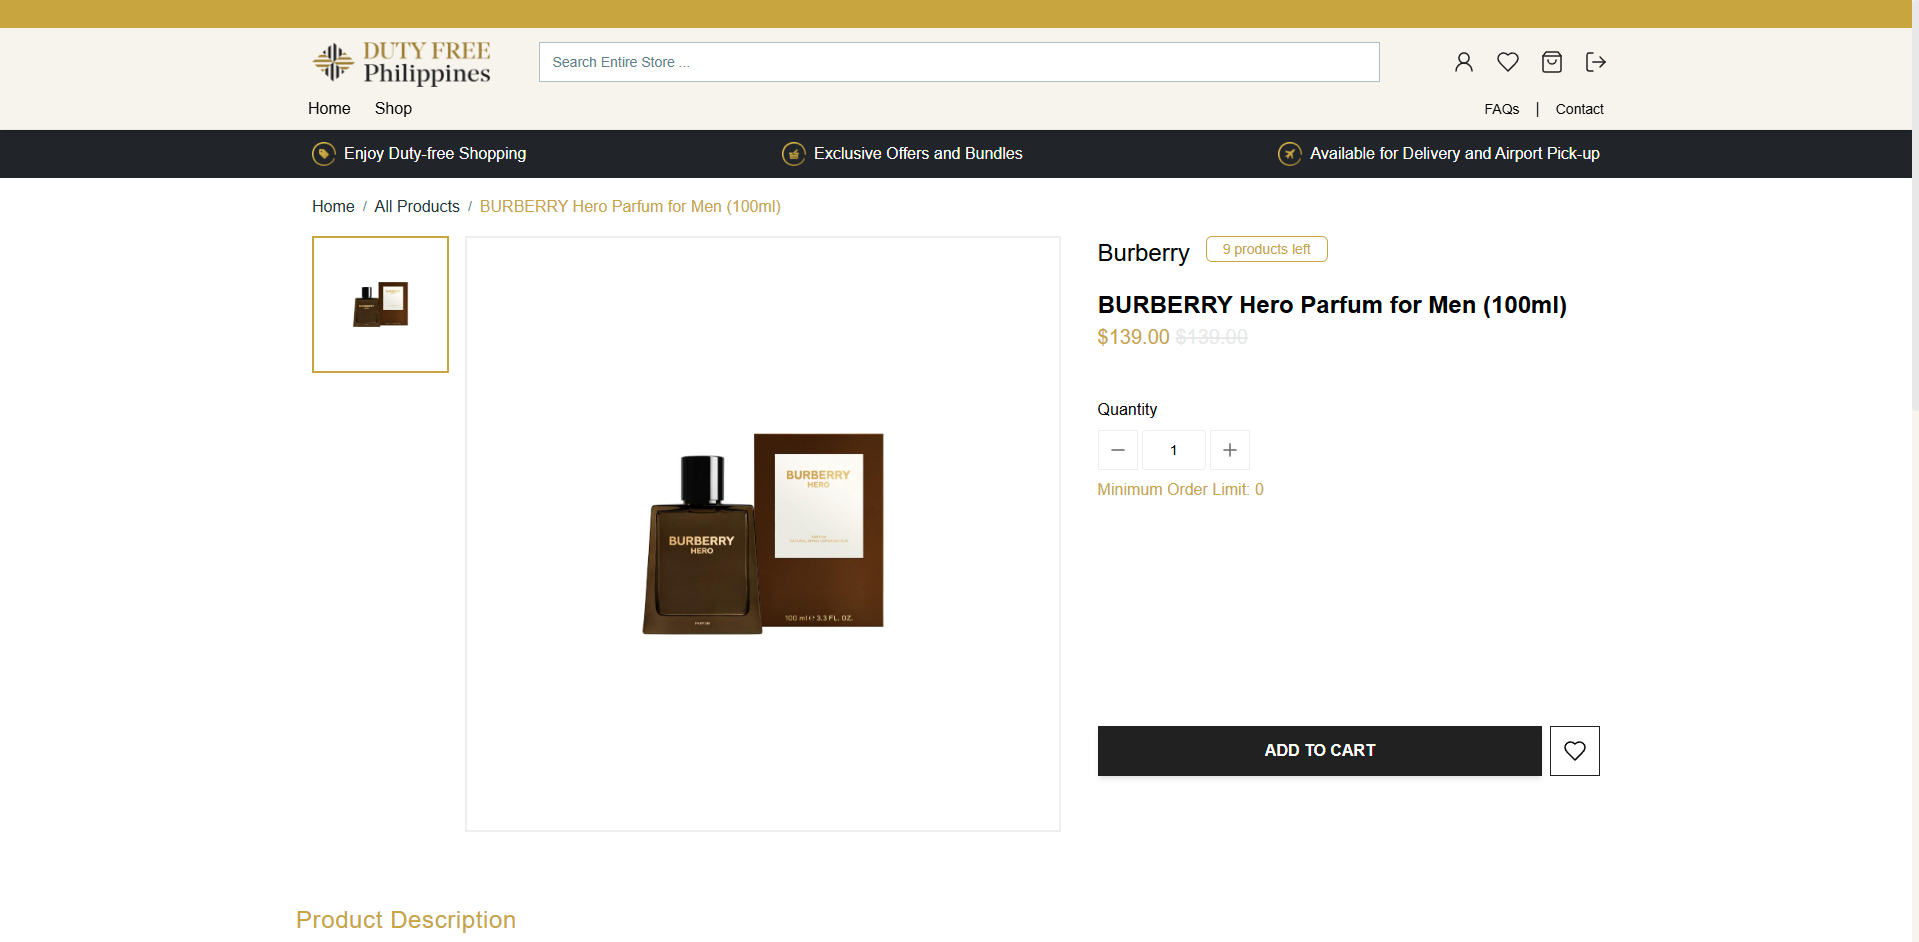 DUTY FREE
Philippines
Search Entire Store ...
Home Shop
FAQs | Contact
Enjoy Duty-free Shopping
Exclusive Offers and Bundles
Available for Delivery and Airport Pick-up
Home / All Products / BURBERRY Hero Parfum for Men (100ml)
BURBERRY
HERO
BURBERRY
HERO
100 ml ℮ 3.3 FL. OZ.
Burberry
9 products left
BURBERRY Hero Parfum for Men (100ml)
$139.00 $139.00
Quantity
1
Minimum Order Limit: 0
ADD TO CART
Product Description